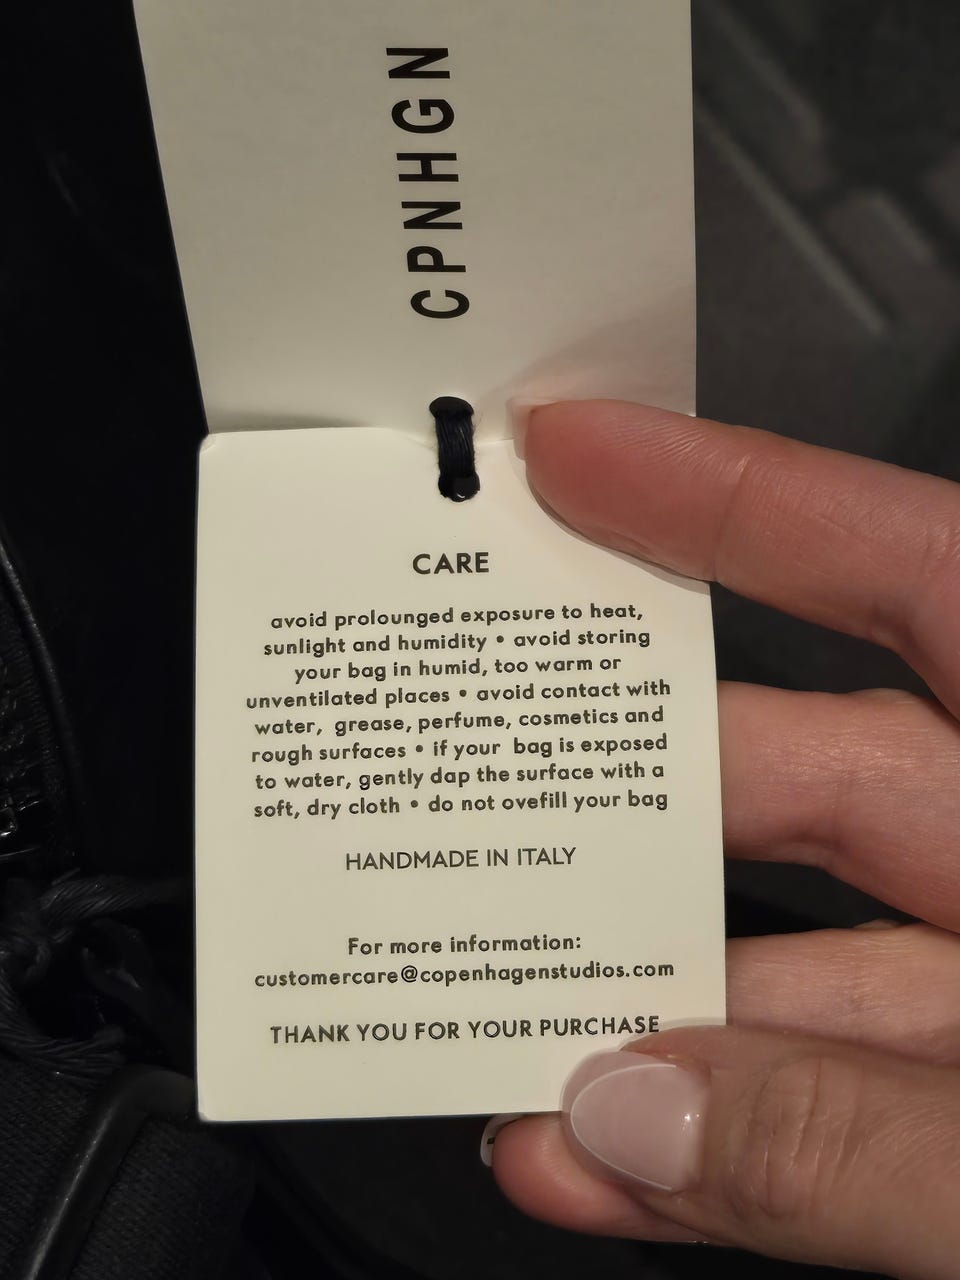 CPNHGN
CARE
avoid prolounged exposure to heat,
sunlight and humidity • avoid storing
your bag in humid, too warm or
unventilated places • avoid contact with
water, grease, perfume, cosmetics and
rough surfaces • if your bag is exposed
to water, gently dap the surface with a
soft, dry cloth • do not ovefill your bag
HANDMADE IN ITALY
For more information:
customercare@copenhagenstudios.com
THANK YOU FOR YOUR PURCHASE